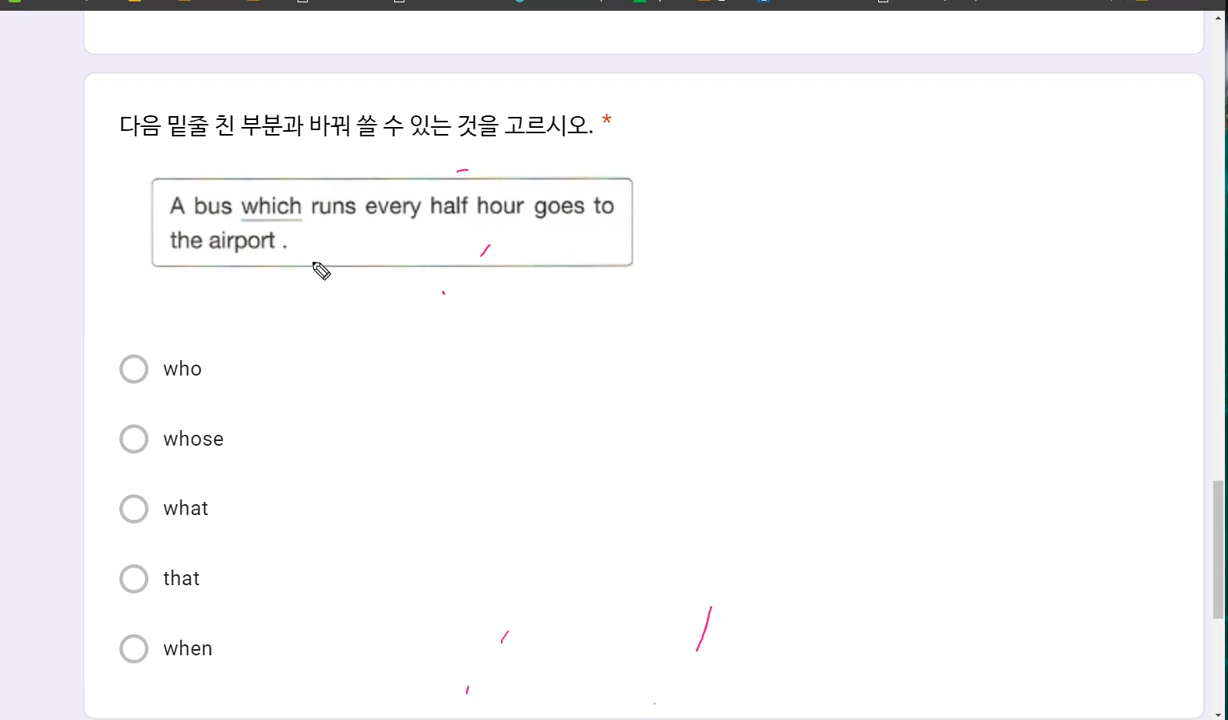 다음 밑줄 친 부분과 바꿔 쓸 수 있는 것을 고르시오. *
A bus which runs every half hour goes to
the airport .
who
whose
what
that
when